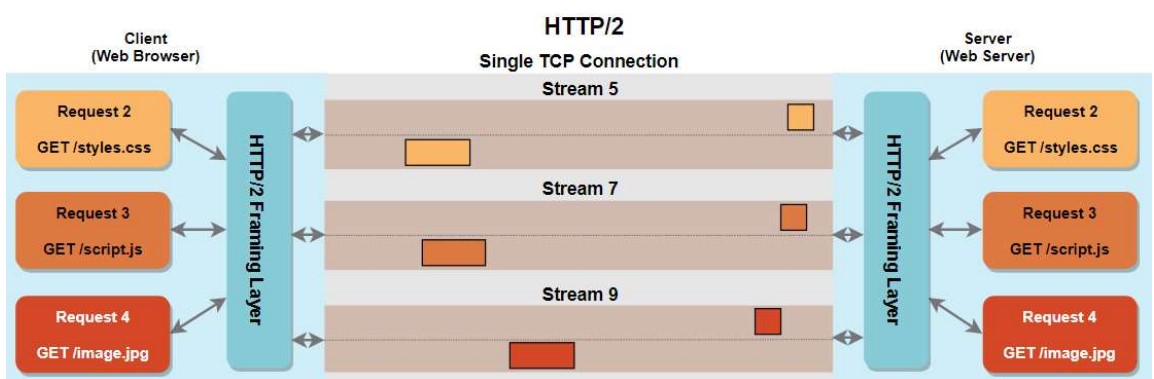 HTTP/2
Client
(Web Browser)
Single TCP Connection
Server
(Web Server)
Stream 5
Request 2
GET /styles.css
Request 2
GET /styles.css
HTTP/2 Framing Layer
HTTP/2 Framing Layer
Stream 7
Request 3
GET /script.js
Request 3
GET /script.js
Stream 9
Request 4
GET /image.jpg
Request 4
GET /image.jpg